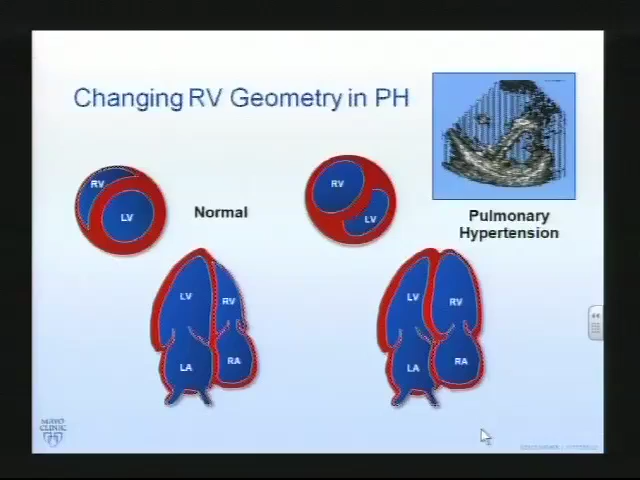 Changing RV Geometry in PH
RV
LV
Normal
RV
LV
Pulmonary
Hypertension
LV
RV
LA
RA
LV
RV
LA
RA
MAYO
CLINIC